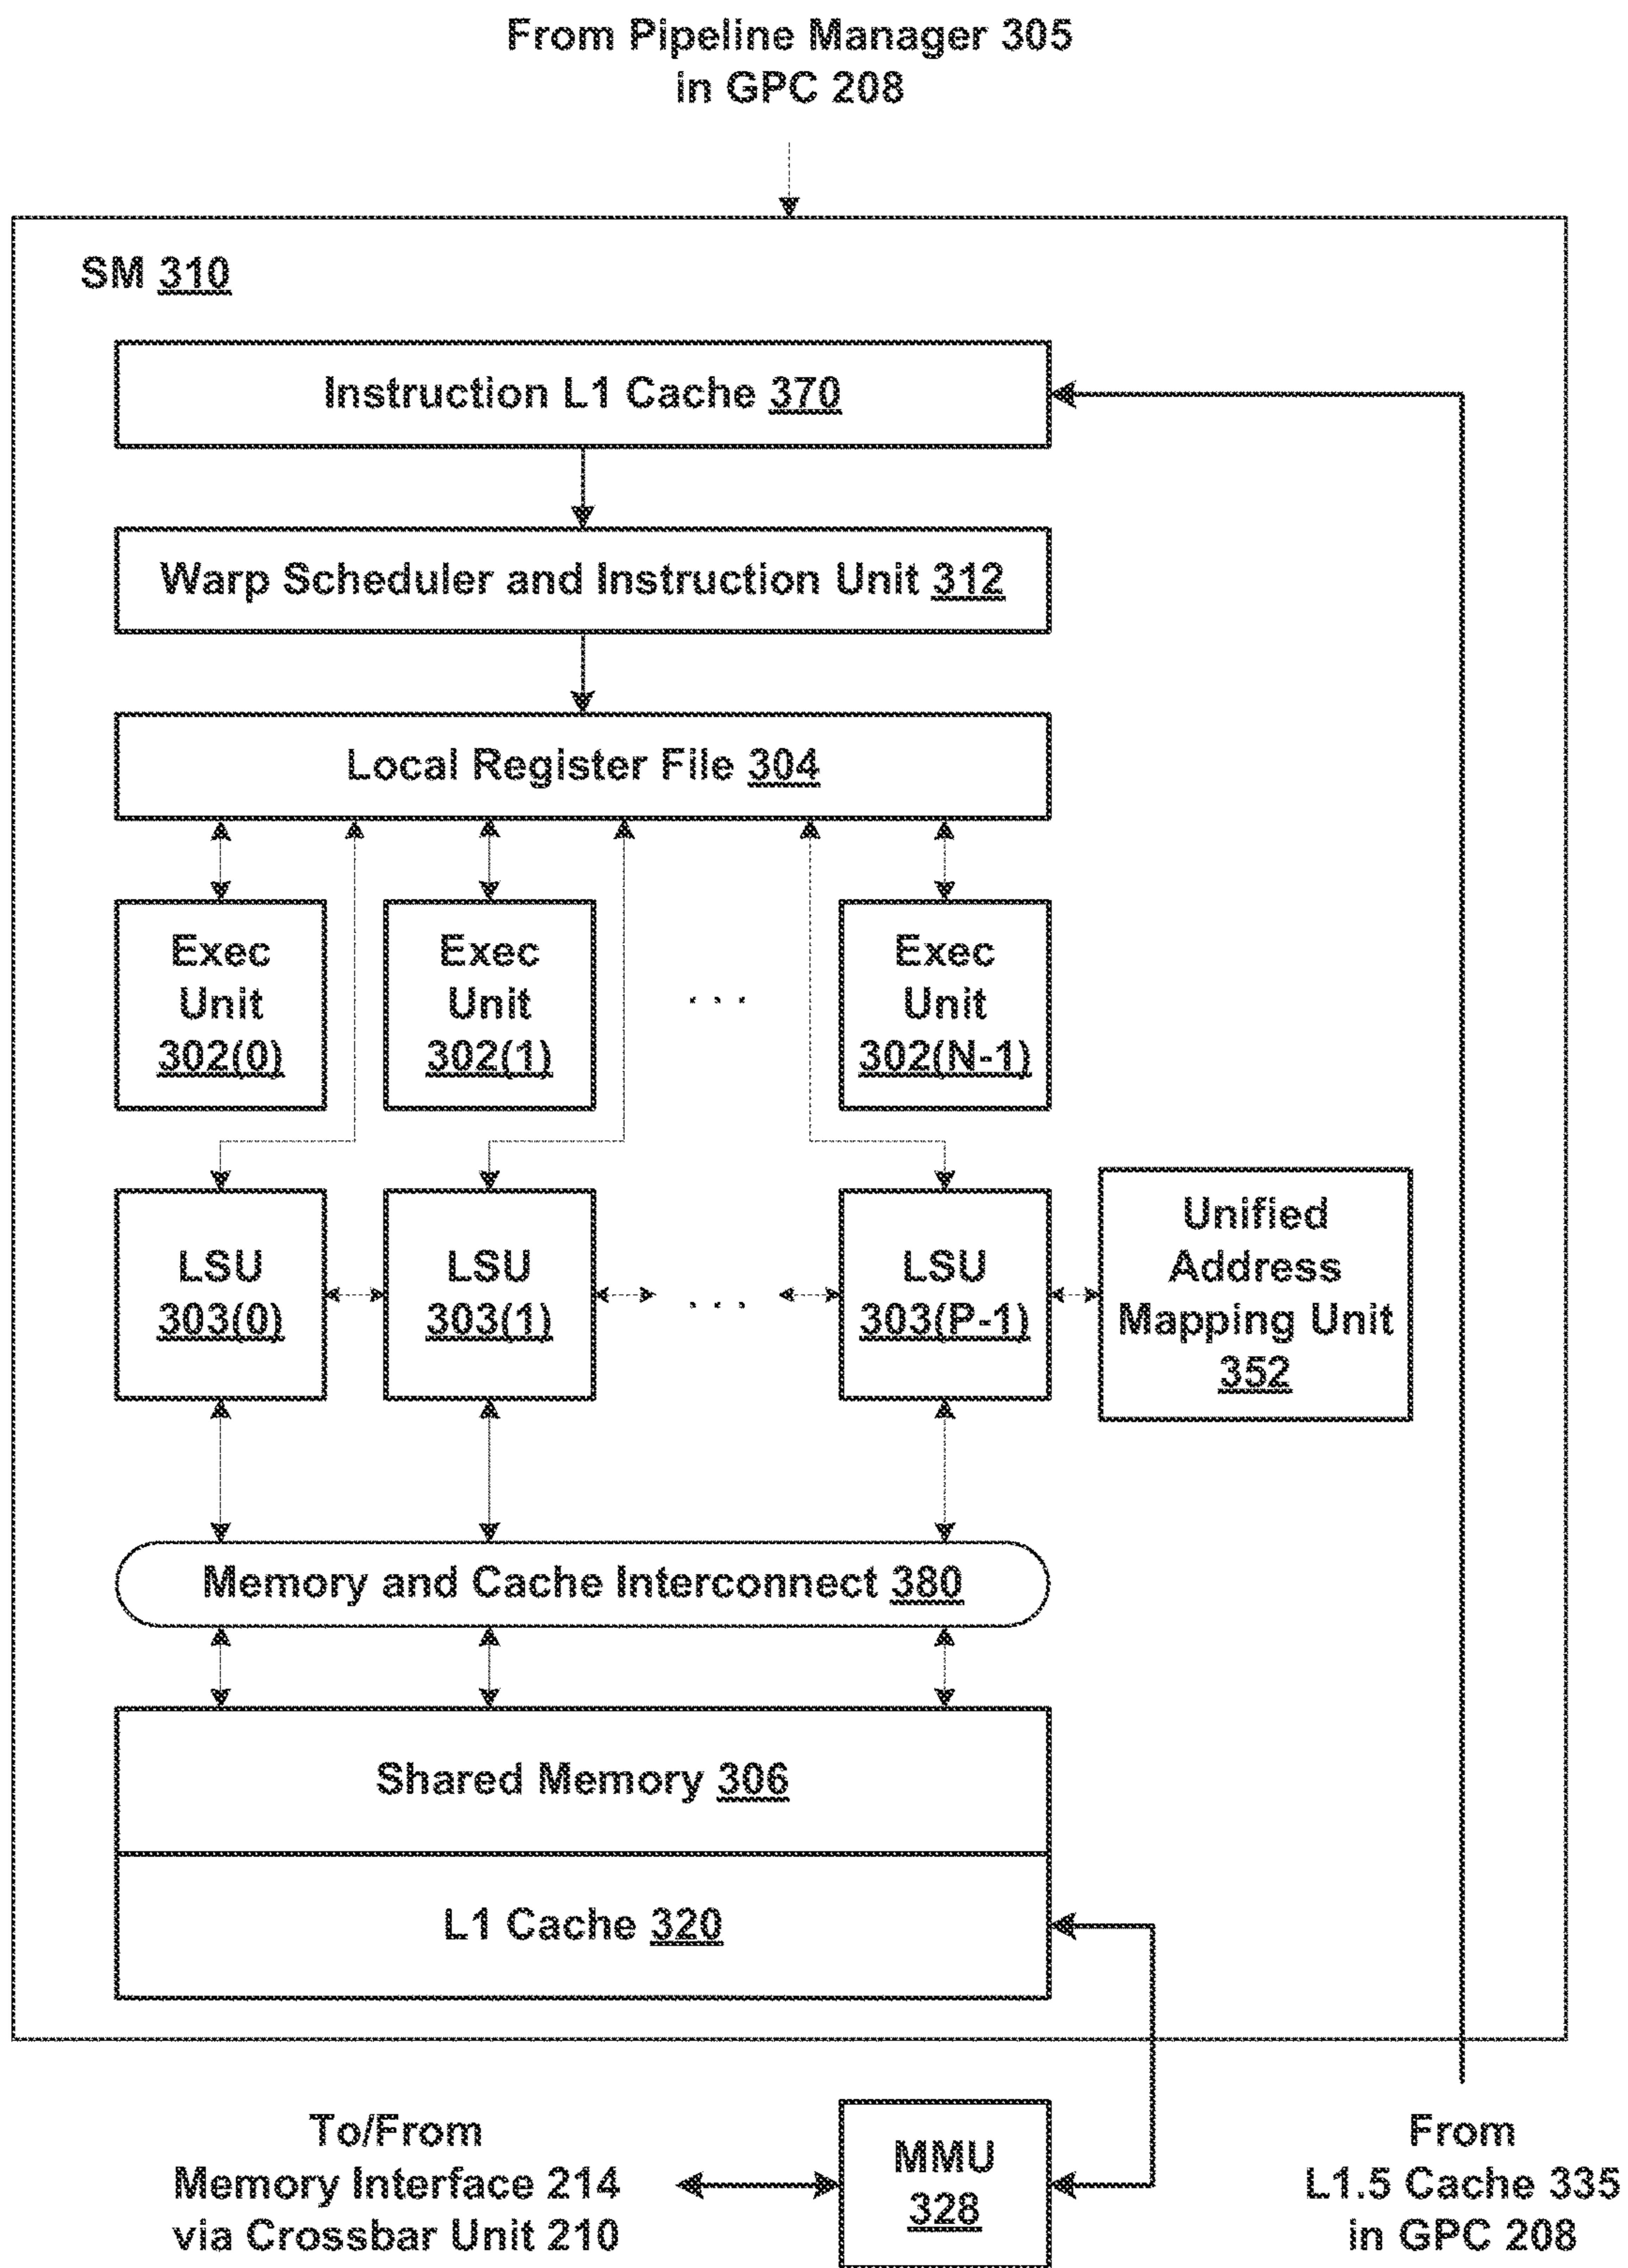 From Pipeline Manager 305
in GPC 208
SM 310
Instruction L1 Cache 370
Warp Scheduler and Instruction Unit 312
Local Register File 304
Exec
Unit
302(0)
Exec
Unit
302(1)
. . .
Exec
Unit
302(N-1)
LSU
303(0)
LSU
303(1)
. . .
LSU
303(P-1)
Unified
Address
Mapping Unit
352
Memory and Cache Interconnect 380
Shared Memory 306
L1 Cache 320
To/From
Memory Interface 214
via Crossbar Unit 210
MMU
328
From
L1.5 Cache 335
in GPC 208